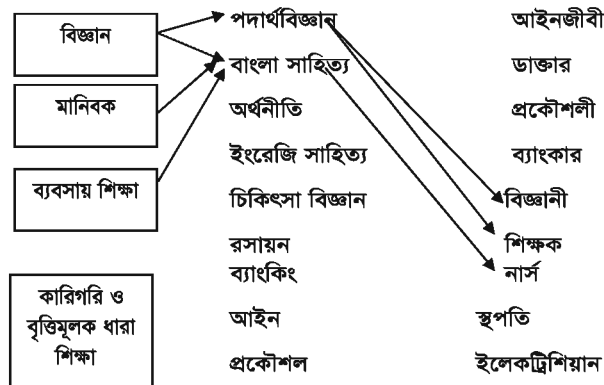 বিজ্ঞান
মানিবক
ব্যবসায় শিক্ষা
কারিগরি ও
বৃত্তিমূলক ধারা
শিক্ষা
পদার্থবিজ্ঞান
বাংলা সাহিত্য
অর্থনীতি
ইংরেজি সাহিত্য
চিকিৎসা বিজ্ঞান
রসায়ন
ব্যাংকিং
আইন
প্রকৌশল
আইনজীবী
ডাক্তার
প্রকৌশলী
ব্যাংকার
বিজ্ঞানী
শিক্ষক
নার্স
স্থপতি
ইলেকট্রিশিয়ান